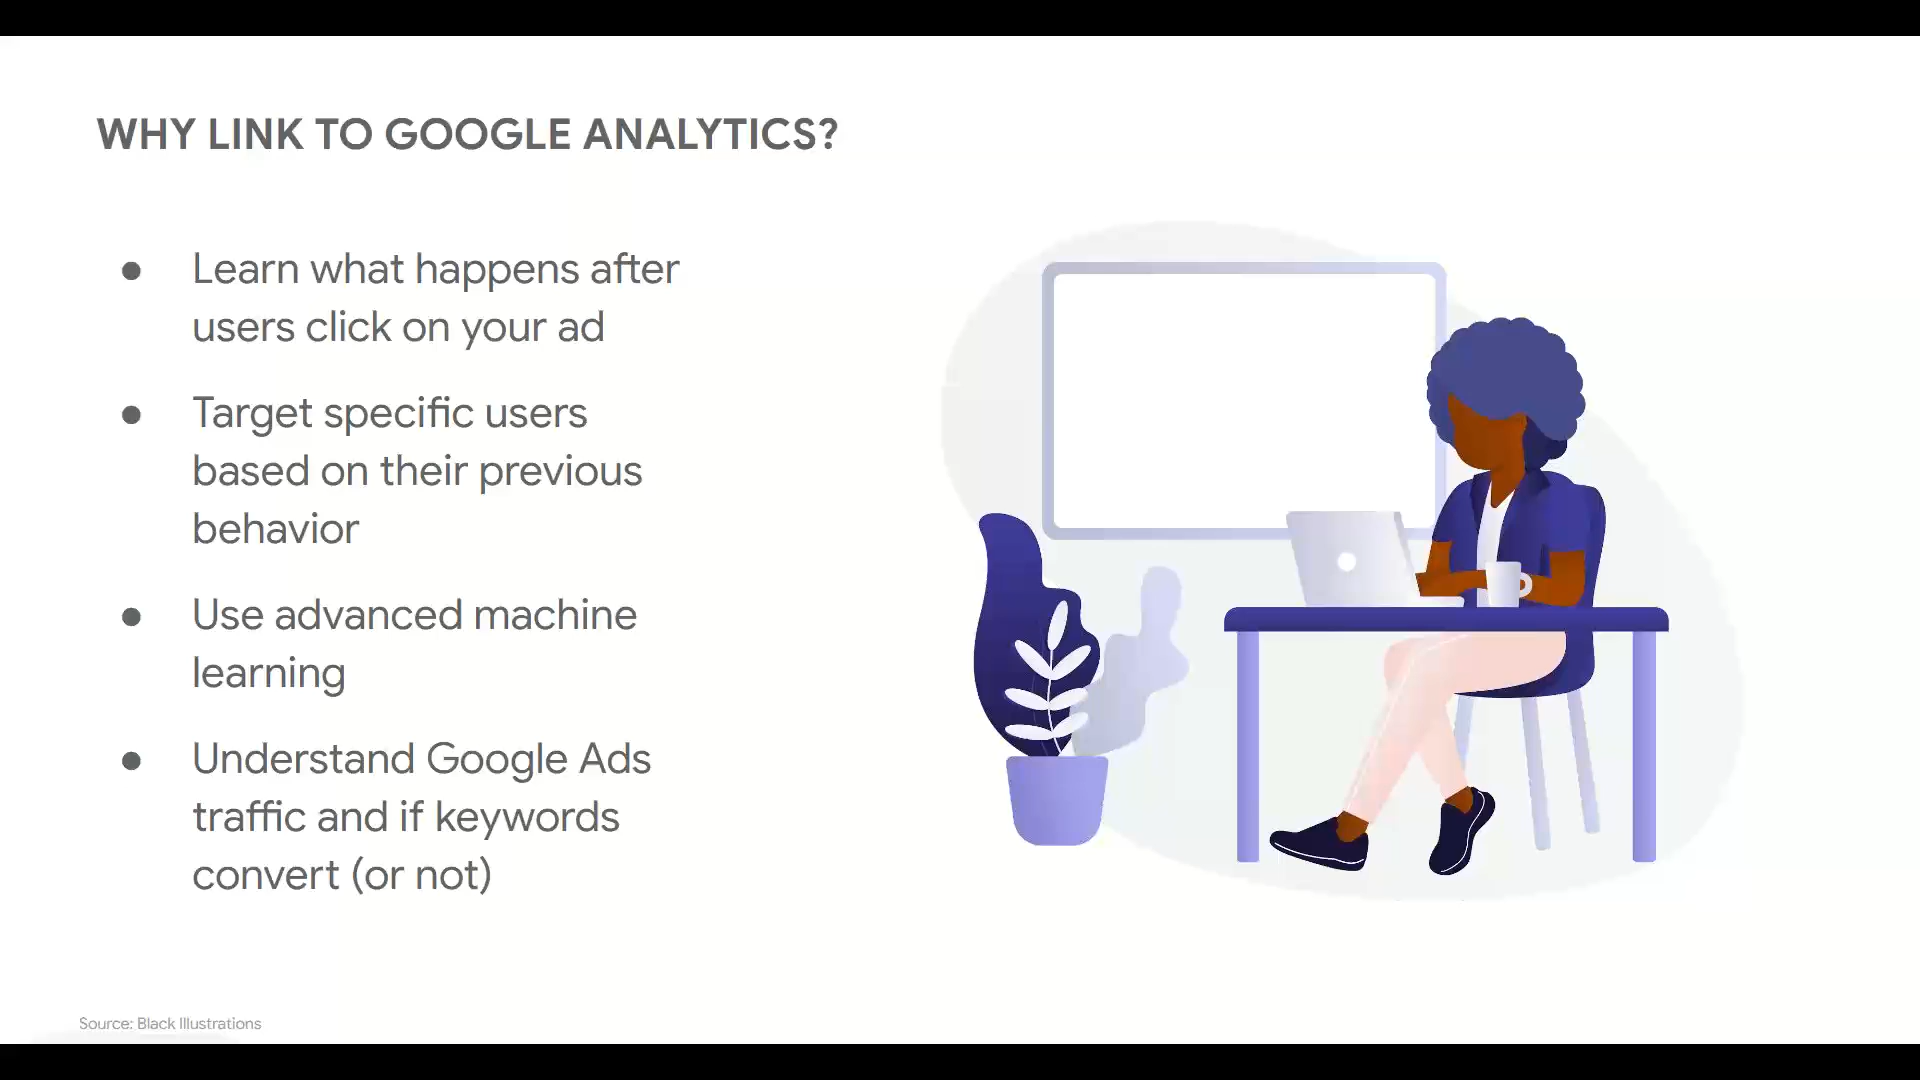 WHY LINK TO GOOGLE ANALYTICS?
● Learn what happens after
users click on your ad
● Target specific users
based on their previous
behavior
● Use advanced machine
learning
● Understand Google Ads
traffic and if keywords
convert (or not)
Source: Black Illustrations